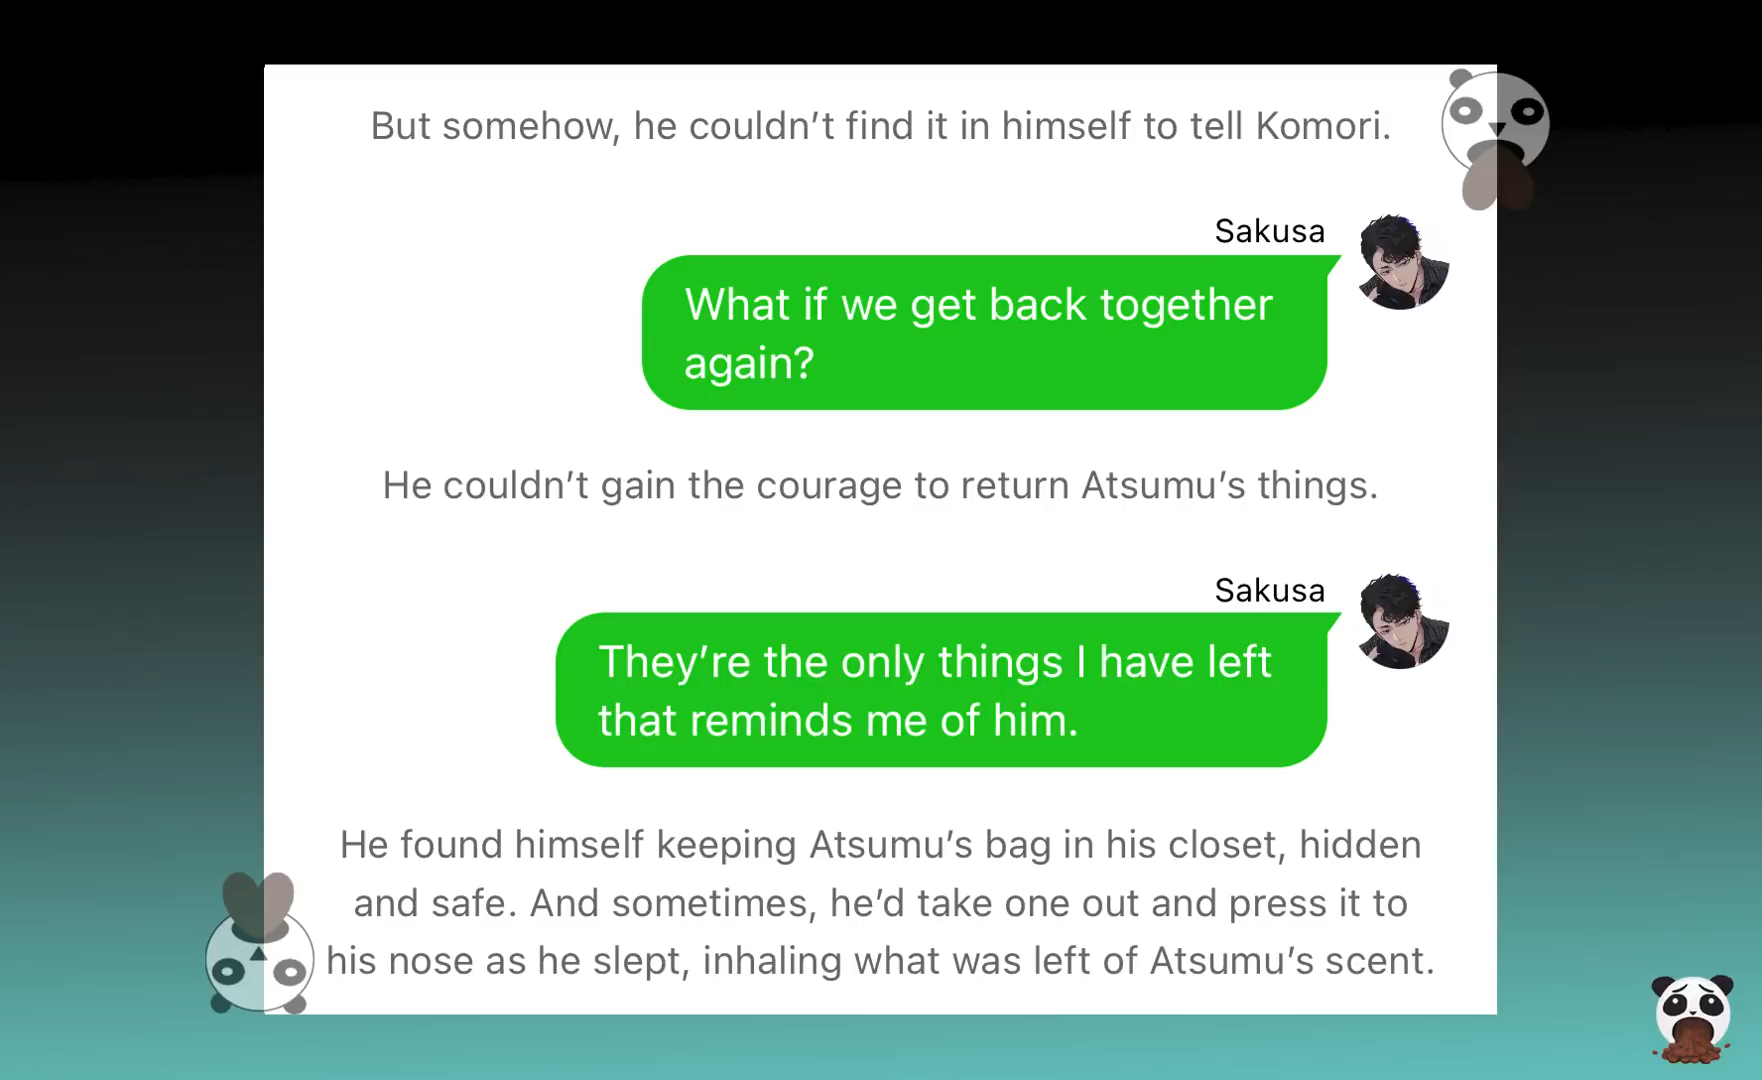 But somehow, he couldn’t find it in himself to tell Komori.
Sakusa
What if we get back together
again?
He couldn’t gain the courage to return Atsumu’s things.
Sakusa
They’re the only things I have left
that reminds me of him.
He found himself keeping Atsumu’s bag in his closet, hidden
and safe. And sometimes, he’d take one out and press it to
his nose as he slept, inhaling what was left of Atsumu’s scent.